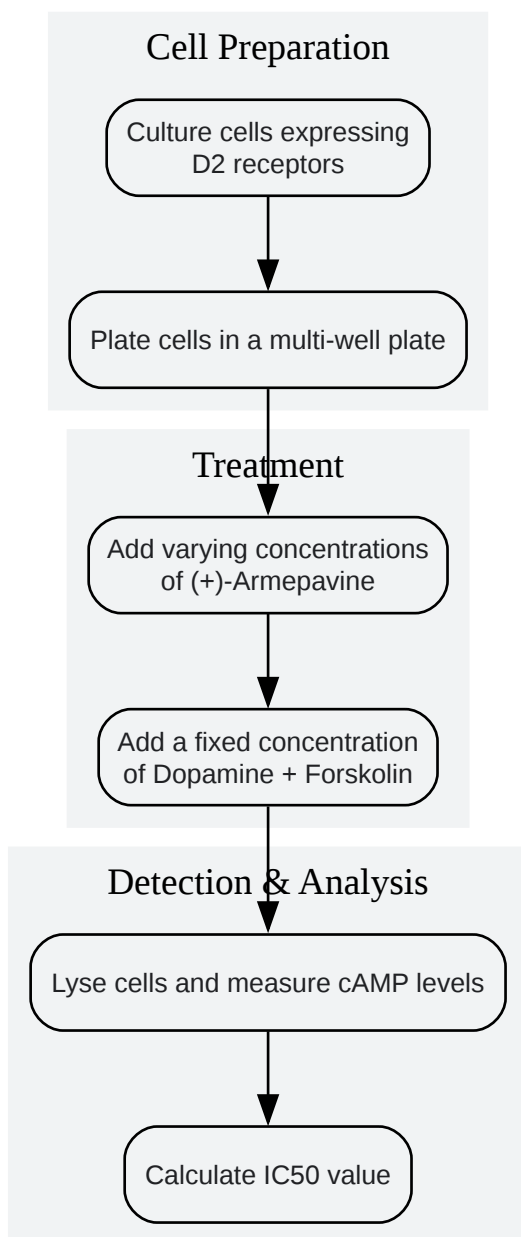 Cell Preparation
Culture cells expressing
D2 receptors
Plate cells in a multi-well plate
Treatment
Add varying concentrations
of (+)-Armepavine
Add a fixed concentration
of Dopamine + Forskolin
Detection & Analysis
Lyse cells and measure cAMP levels
Calculate IC50 value